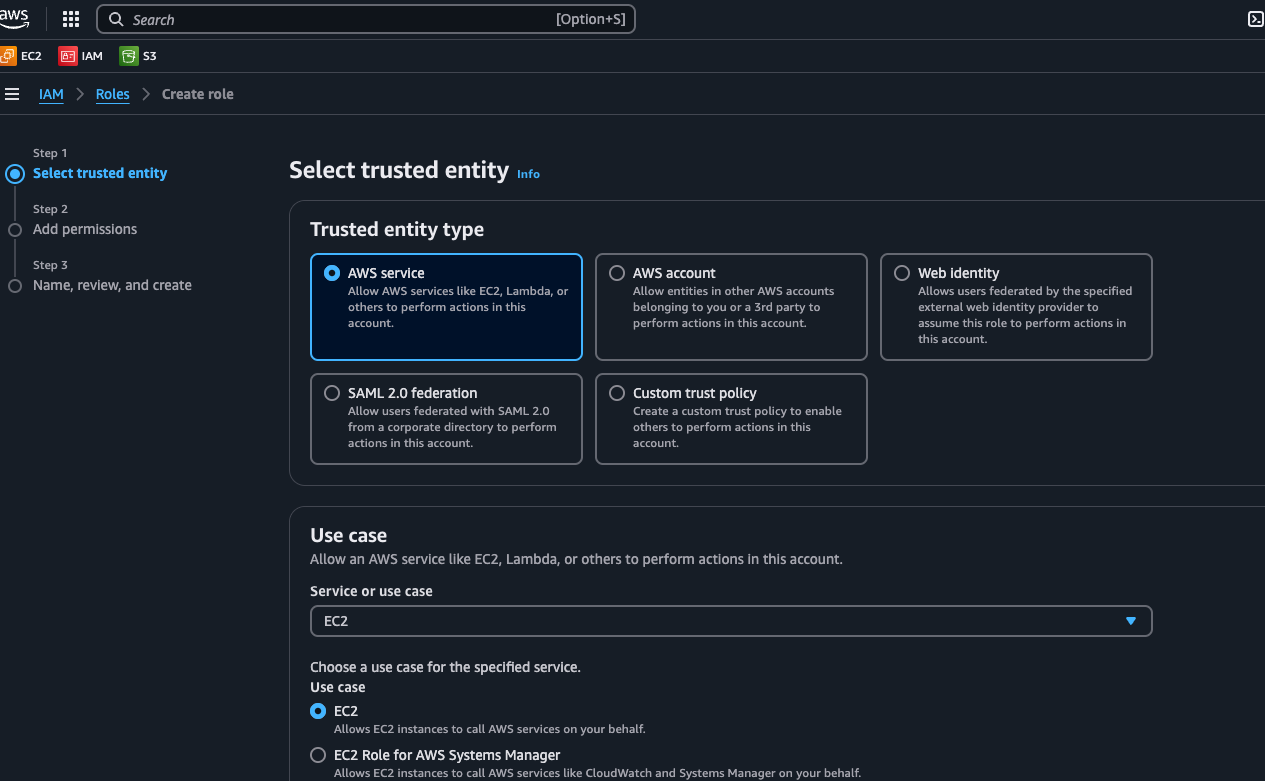 aws
Search
[Option+S]
EC2
IAM
S3
IAM
Roles
Create role
Step 1
Select trusted entity
Step 2
Add permissions
Step 3
Name, review, and create
Select trusted entity
Info
Trusted entity type
AWS service
Allow AWS services like EC2, Lambda, or
others to perform actions in this
account.
AWS account
Allow entities in other AWS accounts
belonging to you or a 3rd party to
perform actions in this account.
Web identity
Allows users federated by the specified
external web identity provider to
assume this role to perform actions in
this account.
SAML 2.0 federation
Allow users federated with SAML 2.0
from a corporate directory to perform
actions in this account.
Custom trust policy
Create a custom trust policy to enable
others to perform actions in this
account.
Use case
Allow an AWS service like EC2, Lambda, or others to perform actions in this account.
Service or use case
EC2
Choose a use case for the specified service.
Use case
EC2
Allows EC2 instances to call AWS services on your behalf.
EC2 Role for AWS Systems Manager
Allows EC2 instances to call AWS services like CloudWatch and Systems Manager on your behalf.